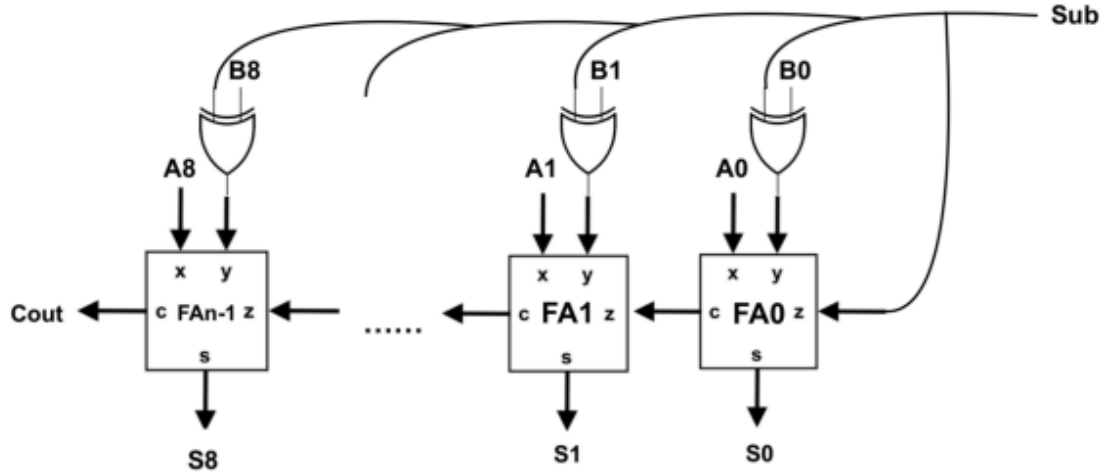 Sub
B8 B1 B0
A8 A1 A0
x y x y x y
Cout c FAn-1 z ...... c FA1 z c FA0 z
s s s
S8 S1 S0